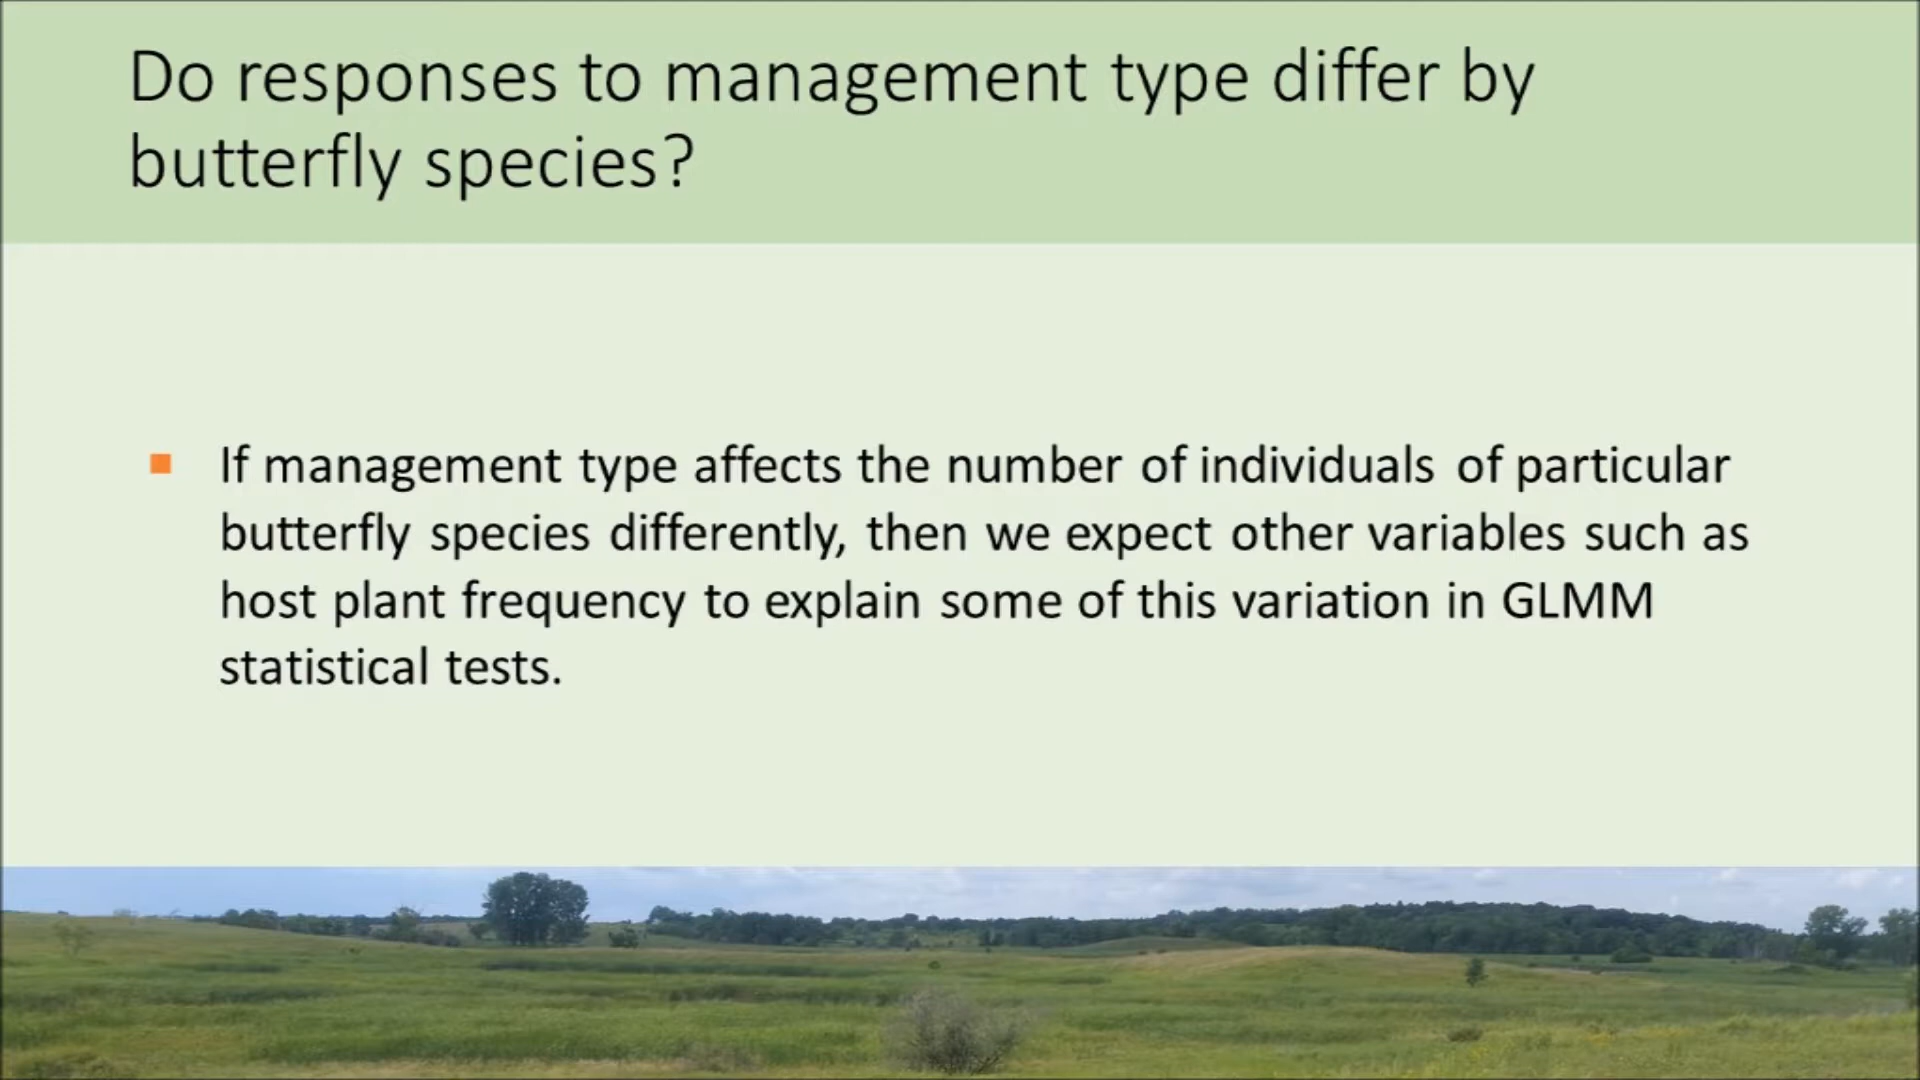 Do responses to management type differ by
butterfly species?
If management type affects the number of individuals of particular
butterfly species differently, then we expect other variables such as
host plant frequency to explain some of this variation in GLMM
statistical tests.